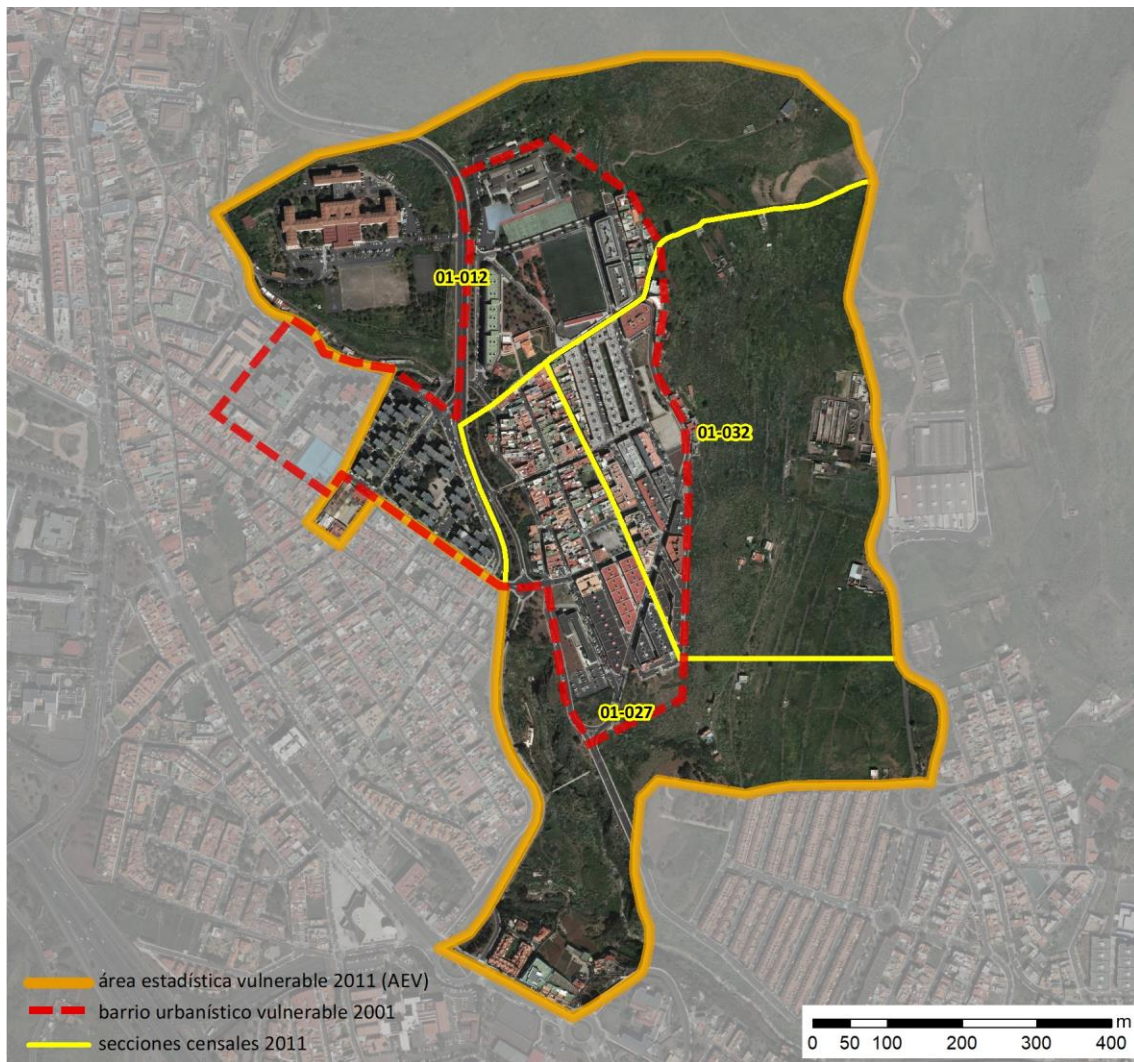 01-012
01-032
01-027
área estadística vulnerable 2011 (AEV)
barrio urbanístico vulnerable 2001
secciones censales 2011
m
0 50 100 200 300 400